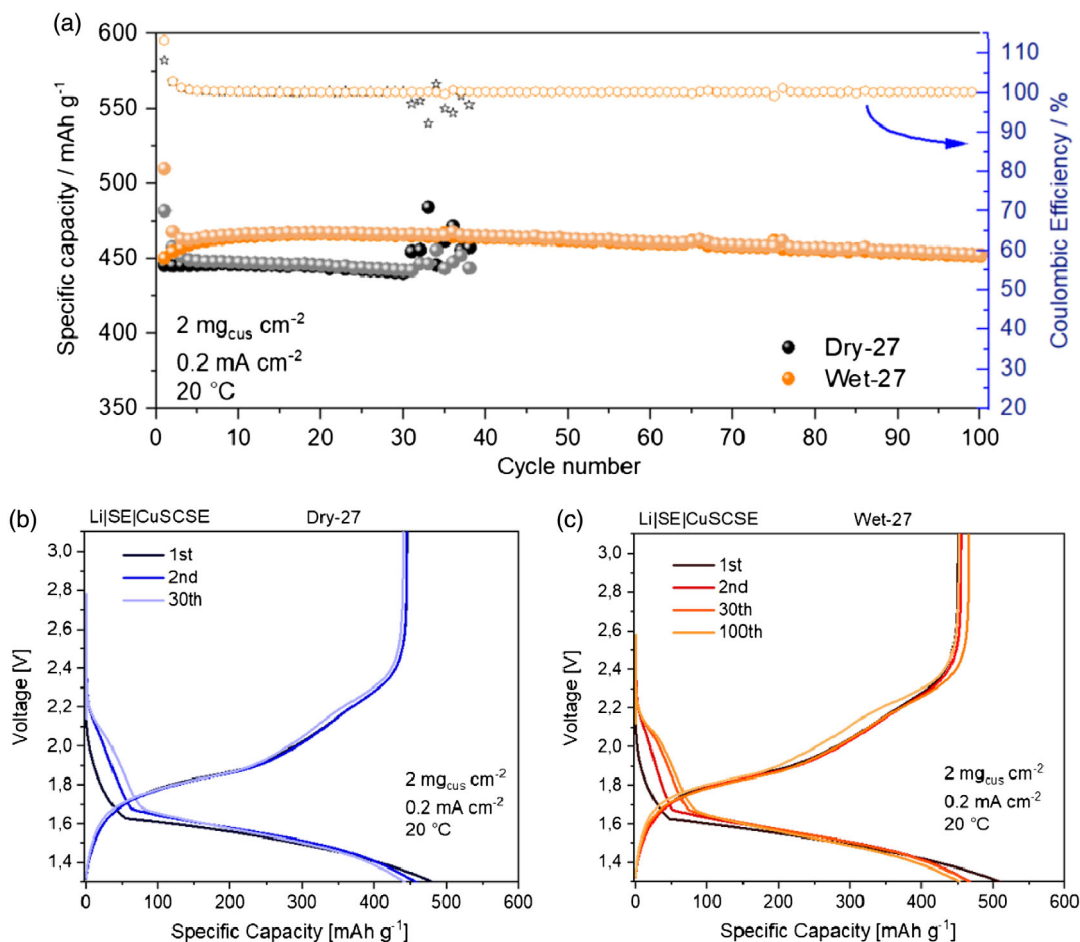 (a)
600
550
500
450
400
350
Specific capacity / mAh g⁻¹
110
100
90
80
70
60
50
40
30
20
Coulombic Efficiency / %
2 mg_cus cm⁻²
0.2 mA cm⁻²
20 °C
Dry-27
Wet-27
0 10 20 30 40 50 60 70 80 90 100
Cycle number
(b)
Li|SE|CuSCSE Dry-27
3,0
2,8
2,6
2,4
2,2
2,0
1,8
1,6
1,4
Voltage [V]
1st
2nd
30th
2 mg_cus cm⁻²
0.2 mA cm⁻²
20 °C
0 100 200 300 400 500 600
Specific Capacity [mAh g⁻¹]
(c)
Li|SE|CuSCSE Wet-27
3,0
2,8
2,6
2,4
2,2
2,0
1,8
1,6
1,4
Voltage [V]
1st
2nd
30th
100th
2 mg_cus cm⁻²
0.2 mA cm⁻²
20 °C
0 100 200 300 400 500 600
Specific Capacity [mAh g⁻¹]